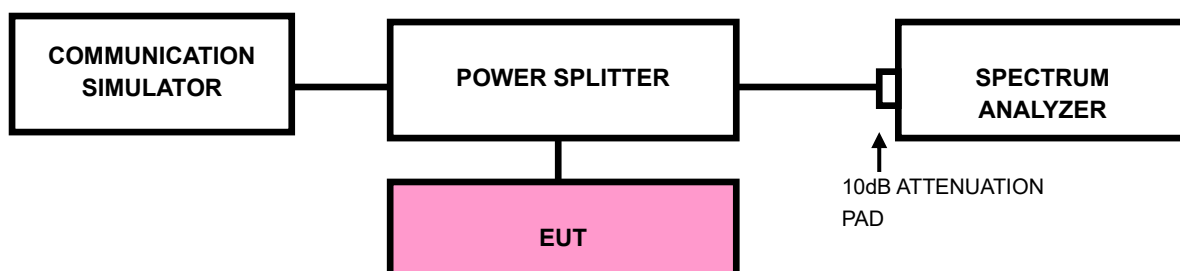 COMMUNICATION
SIMULATOR
POWER SPLITTER
SPECTRUM
ANALYZER
10dB ATTENUATION
PAD
EUT